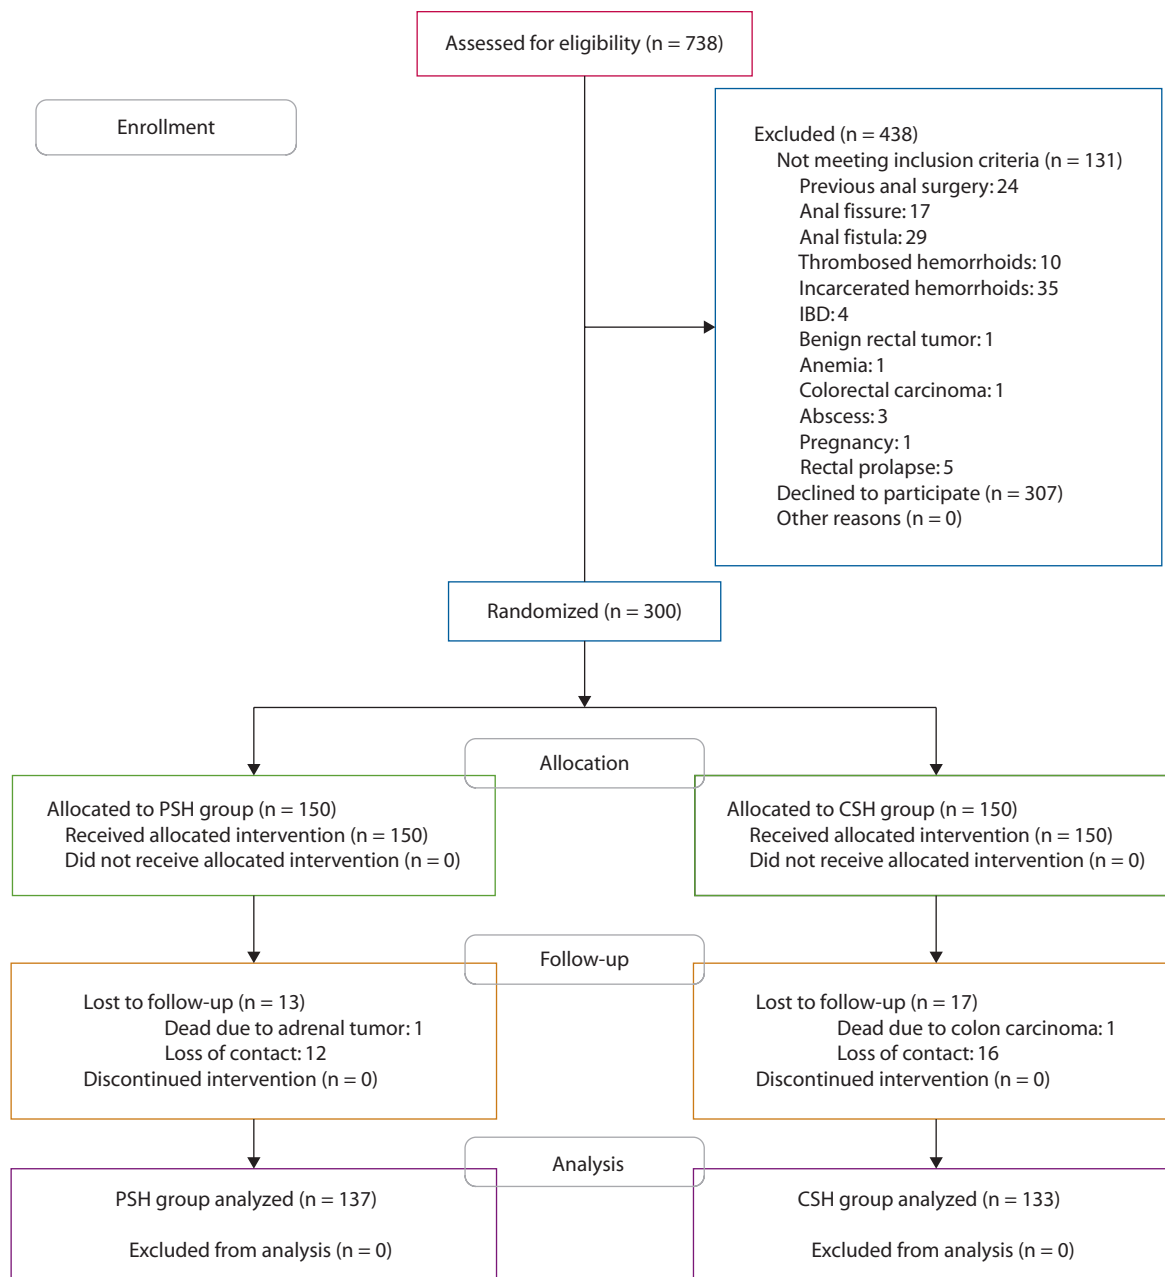 Assessed for eligibility (n = 738)
Enrollment
Excluded (n = 438)
Not meeting inclusion criteria (n = 131)
Previous anal surgery: 24
Anal fissure: 17
Anal fistula: 29
Thrombosed hemorrhoids: 10
Incarcerated hemorrhoids: 35
IBD: 4
Benign rectal tumor: 1
Anemia: 1
Colorectal carcinoma: 1
Abscess: 3
Pregnancy: 1
Rectal prolapse: 5
Declined to participate (n = 307)
Other reasons (n = 0)
Randomized (n = 300)
Allocation
Allocated to PSH group (n = 150)
Received allocated intervention (n = 150)
Did not receive allocated intervention (n = 0)
Allocated to CSH group (n = 150)
Received allocated intervention (n = 150)
Did not receive allocated intervention (n = 0)
Follow-up
Lost to follow-up (n = 13)
Dead due to adrenal tumor: 1
Loss of contact: 12
Discontinued intervention (n = 0)
Lost to follow-up (n = 17)
Dead due to colon carcinoma: 1
Loss of contact: 16
Discontinued intervention (n = 0)
Analysis
PSH group analyzed (n = 137)
Excluded from analysis (n = 0)
CSH group analyzed (n = 133)
Excluded from analysis (n = 0)